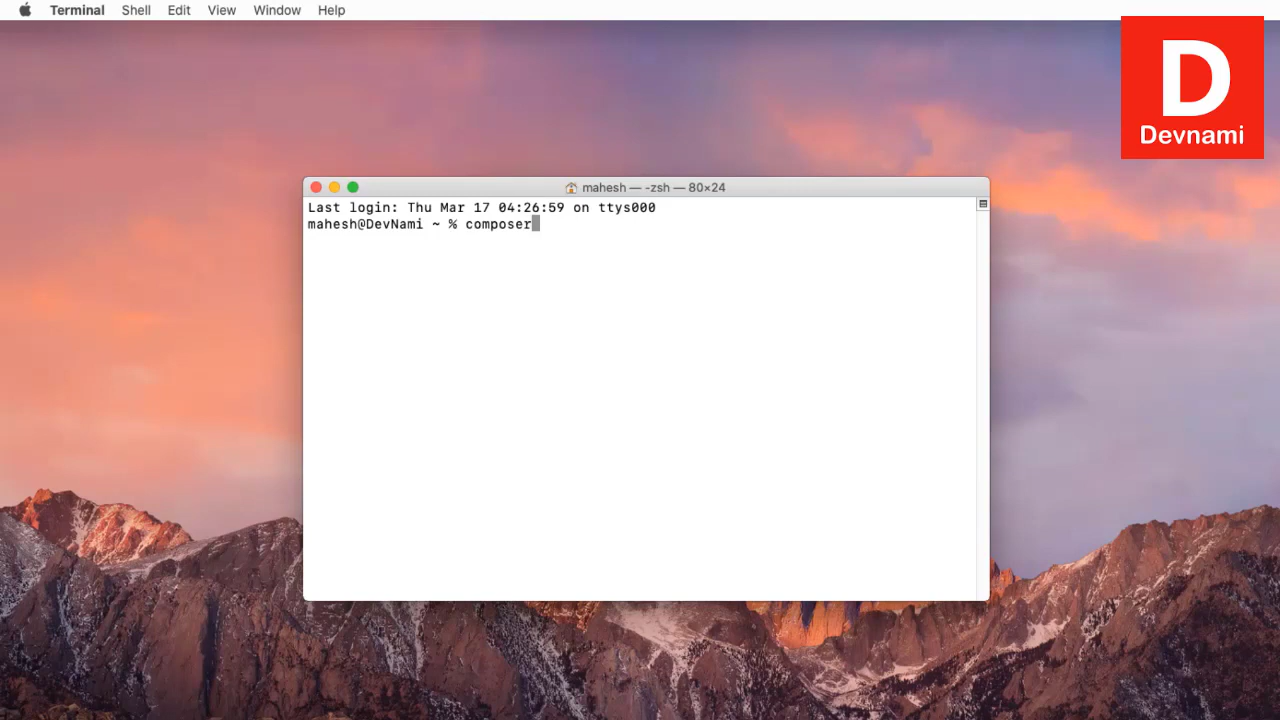 Terminal Shell Edit View Window Help
D
Devnami
mahesh — -zsh — 80×24
Last login: Thu Mar 17 04:26:59 on ttys000
mahesh@DevNami ~ % composer